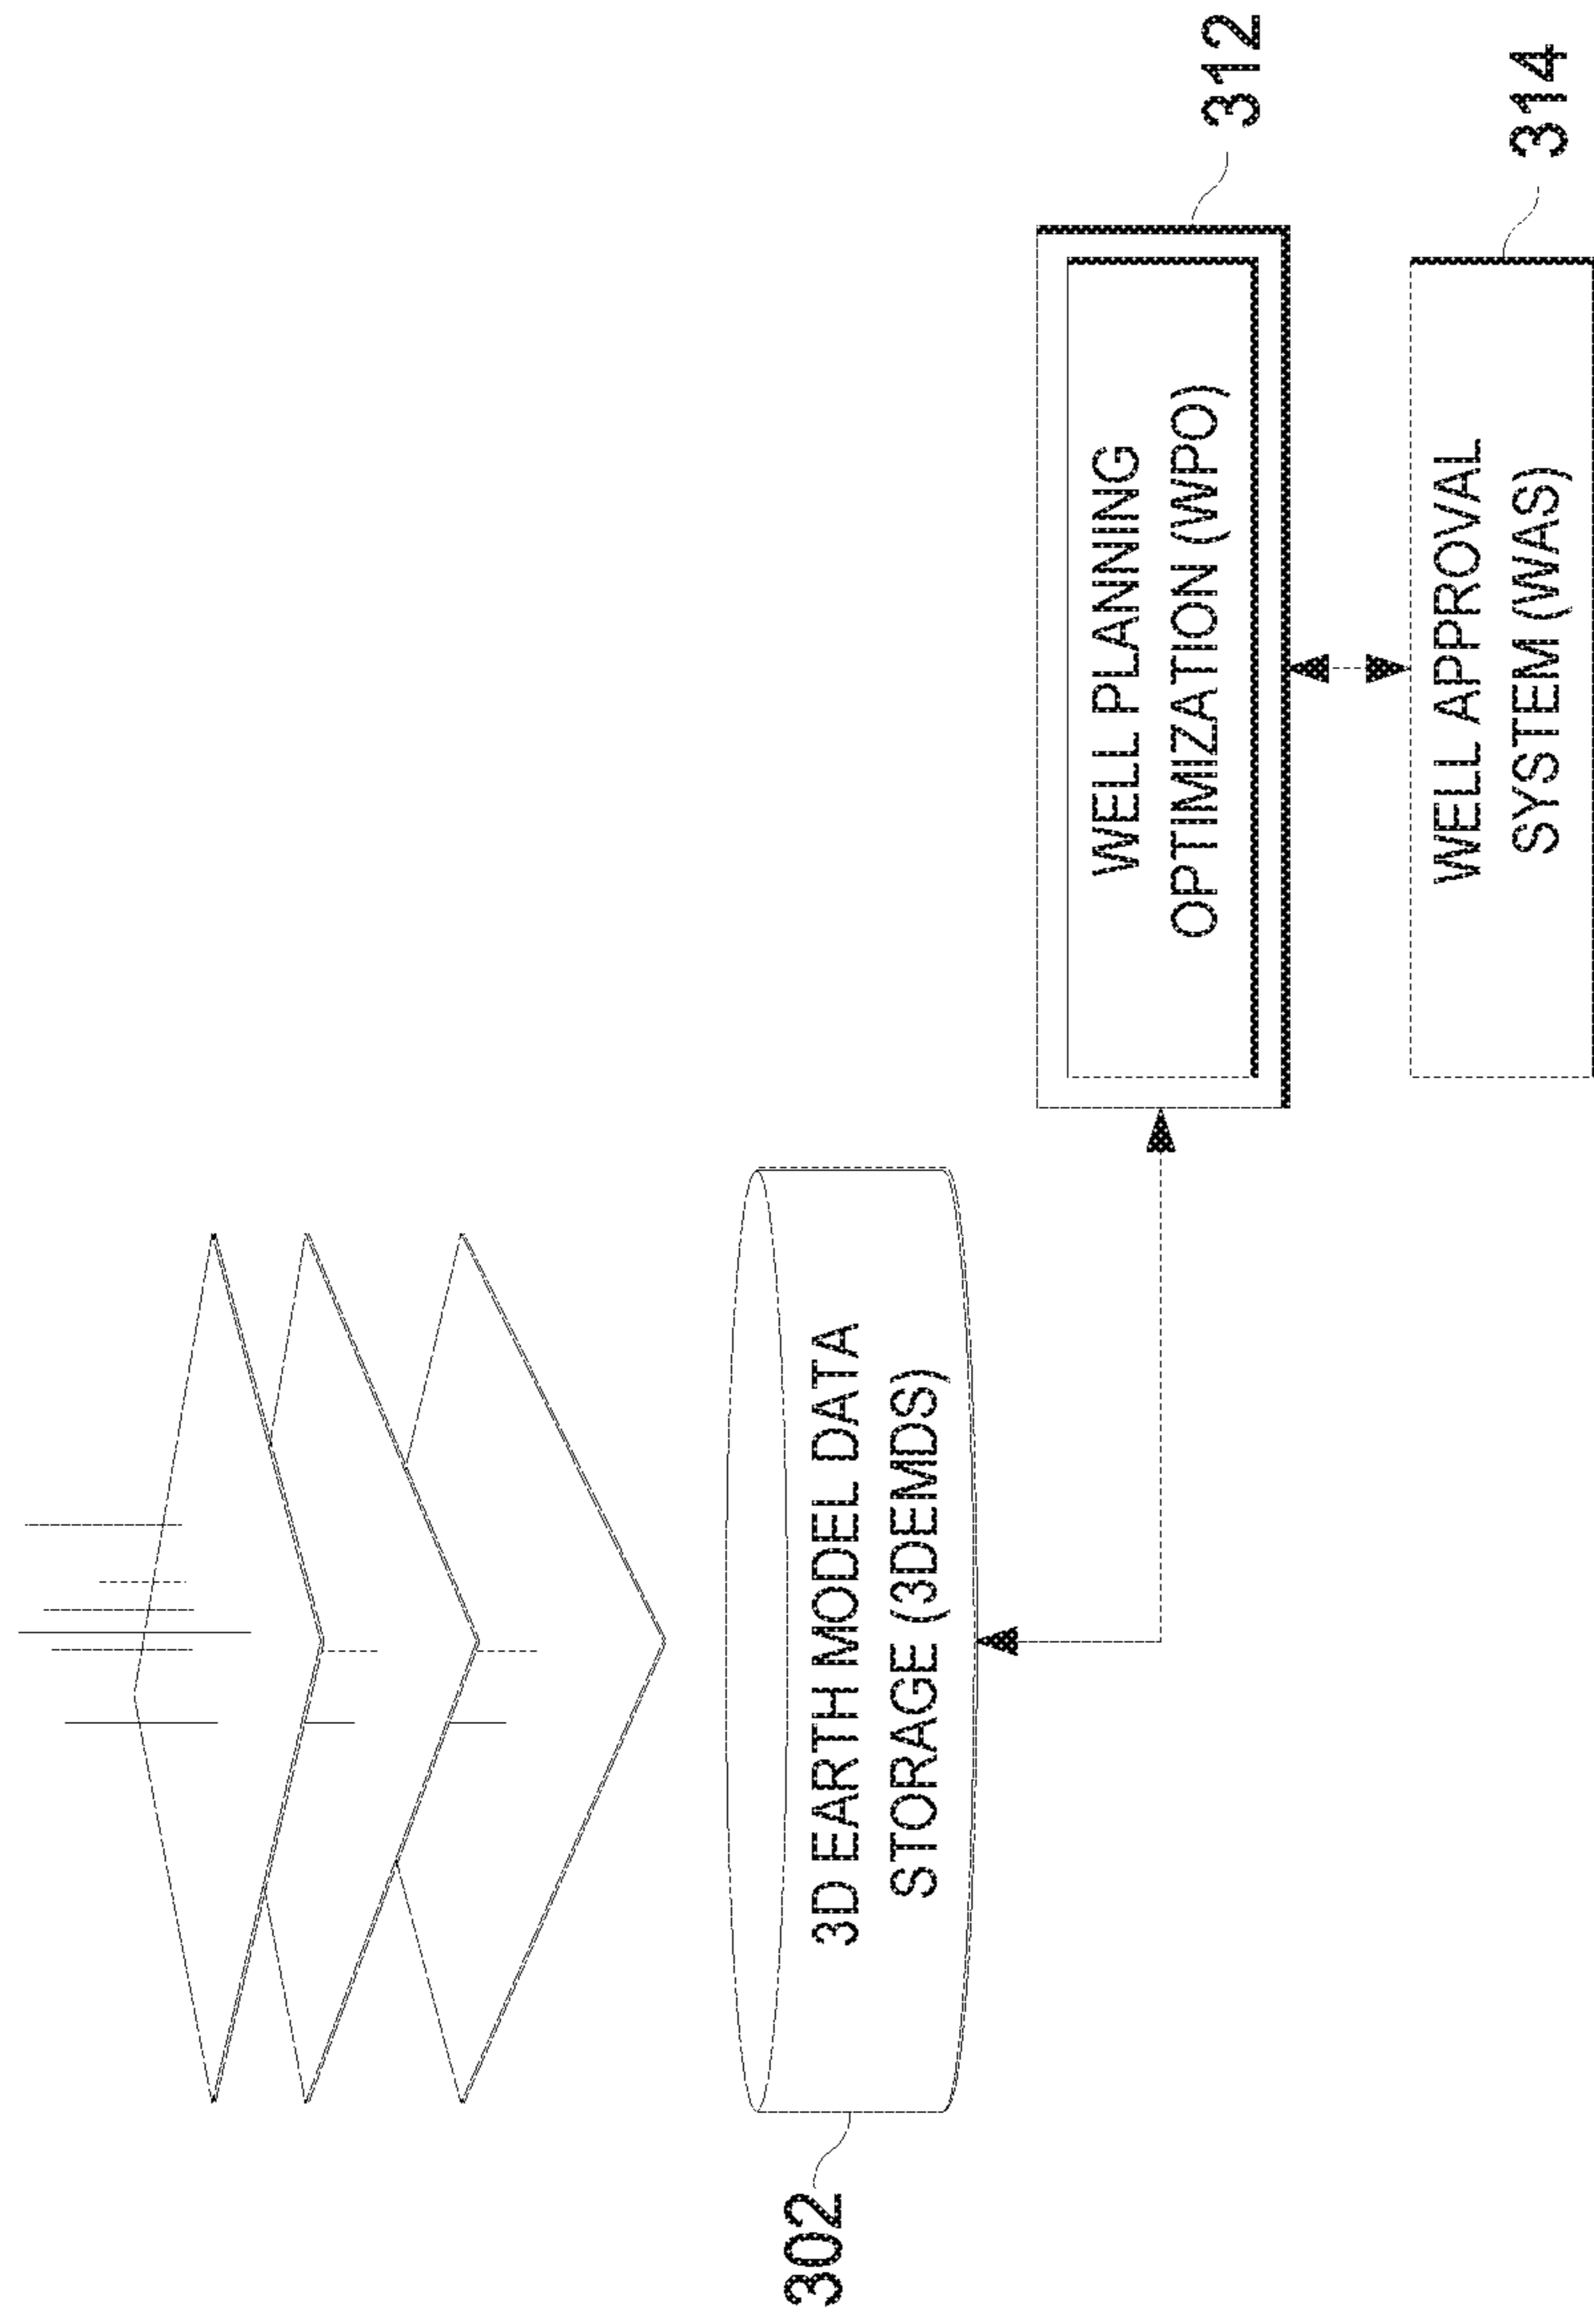 3D EARTH MODEL DATA
STORAGE (3DEMDS)
302
WELL PLANNING
OPTIMIZATION (WPO)
312
WELL APPROVAL
SYSTEM (WAS)
314